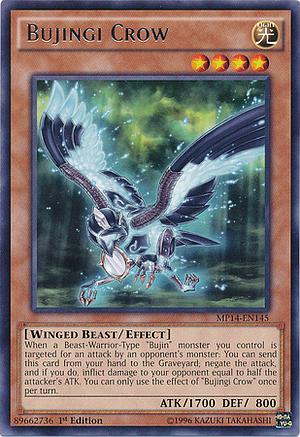 Bujingi Crow
LIGHT
光
MP14-EN145
[Winged Beast/Effect]
When a Beast-Warrior-Type "Bujin" monster you control is
targeted for an attack by an opponent's monster: You can send
this card from your hand to the Graveyard; negate the attack,
and if you do, inflict damage to your opponent equal to half the
attacker's ATK. You can only use the effect of "Bujingi Crow" once
per turn.
ATK/1700 DEF/ 800
89662736 1st Edition ©1996 KAZUKI TAKAHASHI